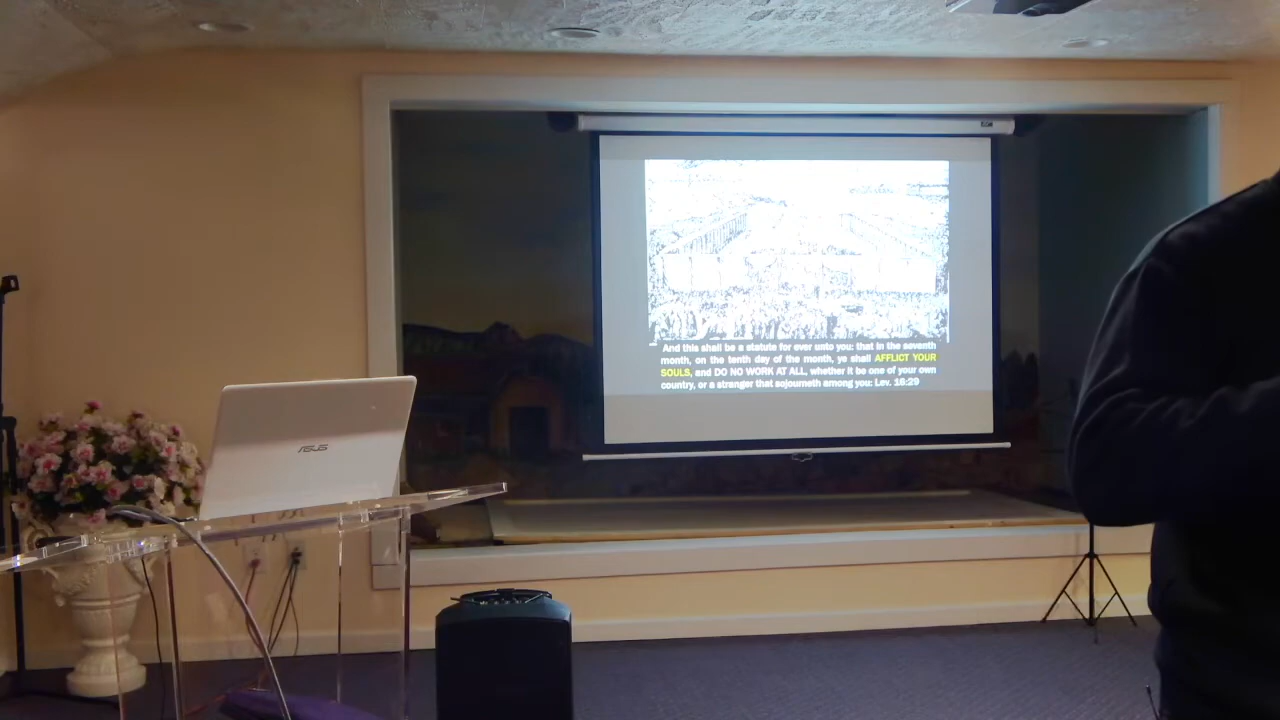 And this shall be a statute for ever unto you: that in the seventh
month, on the tenth day of the month, ye shall AFFLICT YOUR
SOULS, and DO NO WORK AT ALL, whether it be one of your own
country, or a stranger that sojourneth among you: Lev. 16:29
ASUS